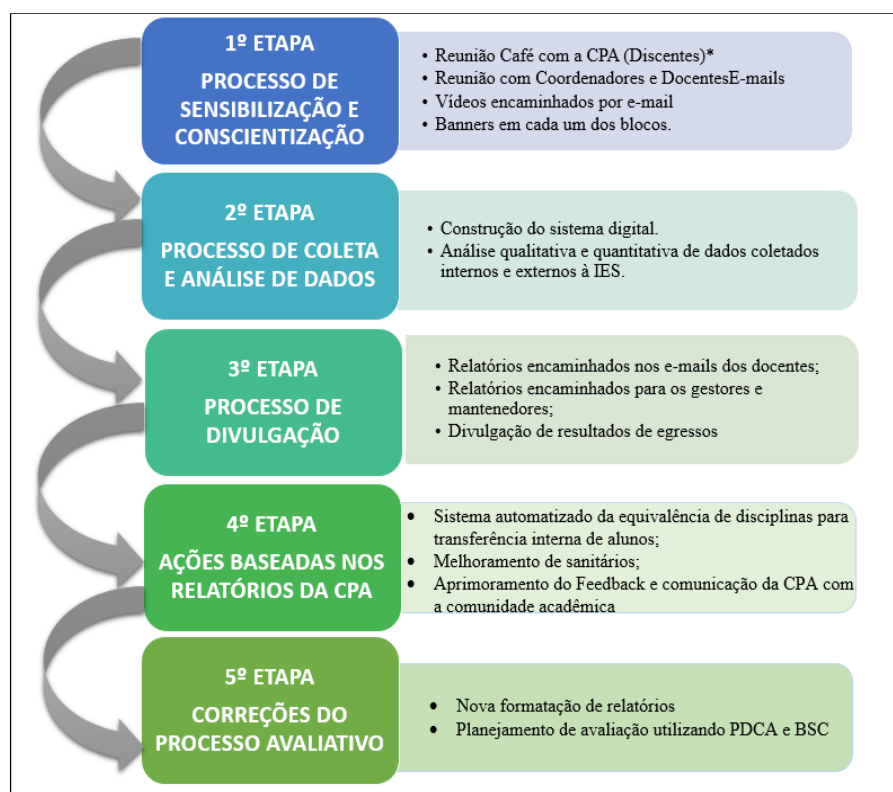 1º ETAPA
PROCESSO DE
SENSIBILIZAÇÃO E
CONSCIENTIZAÇÃO
• Reunião Café com a CPA (Discentes)*
• Reunião com Coordenadores e DocentesE-mails
• Vídeos encaminhados por e-mail
• Banners em cada um dos blocos.
2º ETAPA
PROCESSO DE COLETA
E ANÁLISE DE DADOS
• Construção do sistema digital.
• Análise qualitativa e quantitativa de dados coletados
internos e externos à IES.
3º ETAPA
PROCESSO DE
DIVULGAÇÃO
• Relatórios encaminhados nos e-mails dos docentes;
• Relatórios encaminhados para os gestores e
mantenedores;
• Divulgação de resultados de egressos
4º ETAPA
AÇÕES BASEADAS NOS
RELATÓRIOS DA CPA
• Sistema automatizado da equivalência de disciplinas para
transferência interna de alunos;
• Melhoramento de sanitários;
• Aprimoramento do Feedback e comunicação da CPA com
a comunidade acadêmica
5º ETAPA
CORREÇÕES DO
PROCESSO AVALIATIVO
• Nova formatação de relatórios
• Planejamento de avaliação utilizando PDCA e BSC